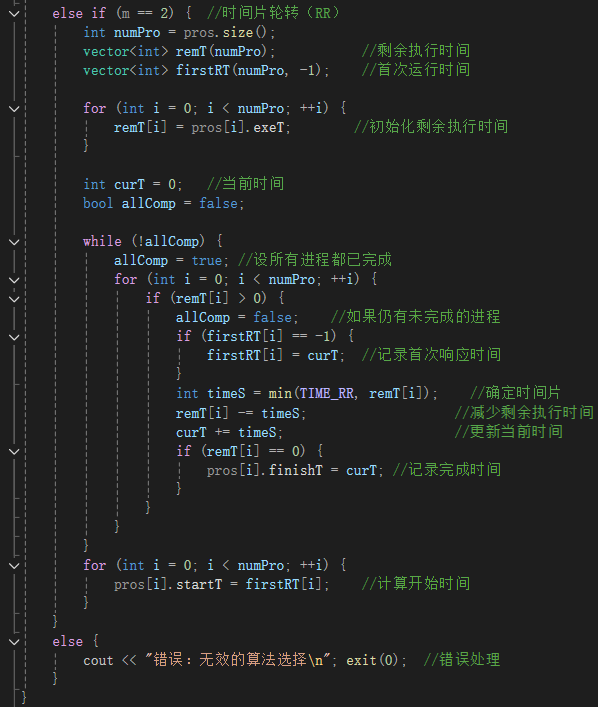 else if (m == 2) {  //时间片轮转（RR）
int numPro = pros.size();
vector<int> remT(numPro);  //剩余执行时间
vector<int> firstRT(numPro, -1);  //首次运行时间
for (int i = 0; i < numPro; ++i) {
remT[i] = pros[i].exeT;  //初始化剩余执行时间
}
int curT = 0;  //当前时间
bool allComp = false;
while (!allComp) {
allComp = true; //设所有进程都已完成
for (int i = 0; i < numPro; ++i) {
if (remT[i] > 0) {
allComp = false;  //如果仍有未完成的进程
if (firstRT[i] == -1) {
firstRT[i] = curT;  //记录首次响应时间
}
int timeS = min(TIME_RR, remT[i]);  //确定时间片
remT[i] -= timeS;  //减少剩余执行时间
curT += timeS;  //更新当前时间
if (remT[i] == 0) {
pros[i].finishT = curT; //记录完成时间
}
}
}
}
for (int i = 0; i < numPro; ++i) {
pros[i].startT = firstRT[i];  //计算开始时间
}
}
else {
cout << "错误：无效的算法选择\n"; exit(0);  //错误处理
}
}